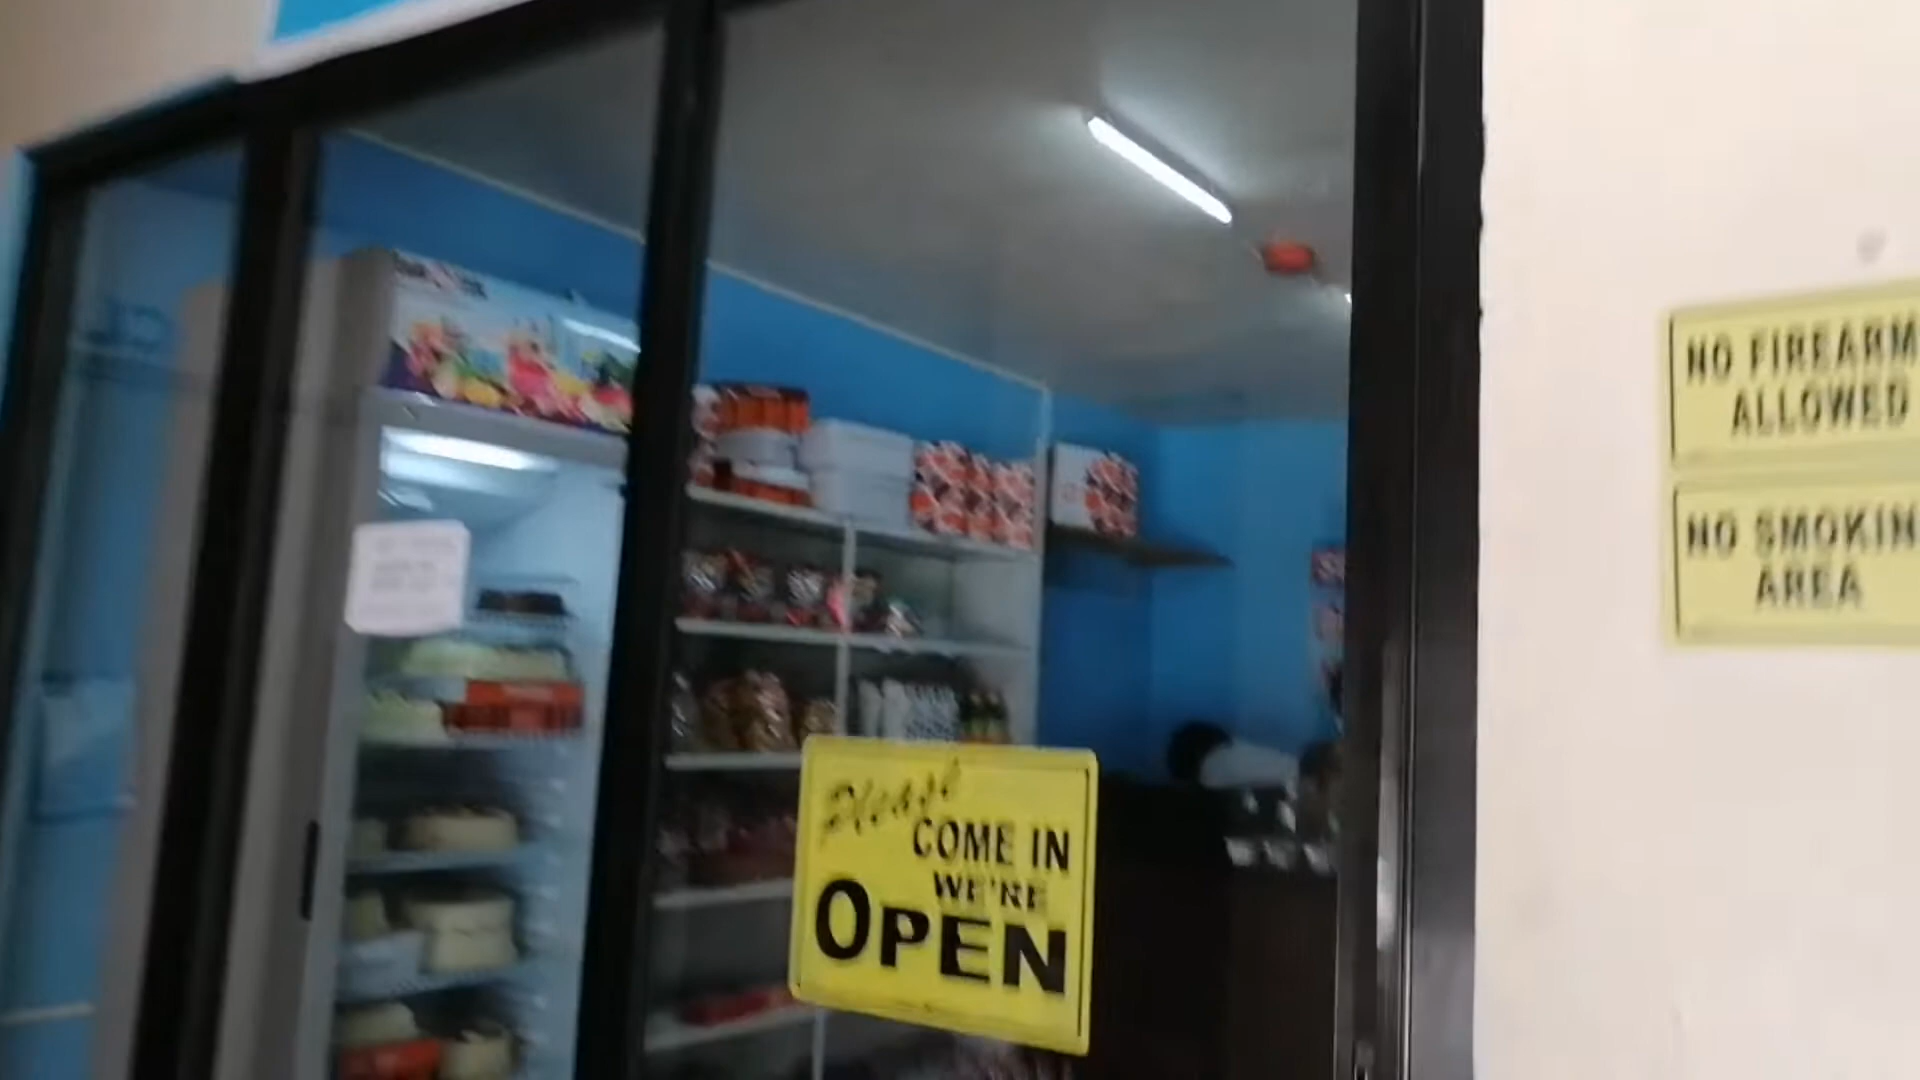 Please
COME IN
WE'RE
OPEN
NO FIREARM
ALLOWED
NO SMOKIN
AREA